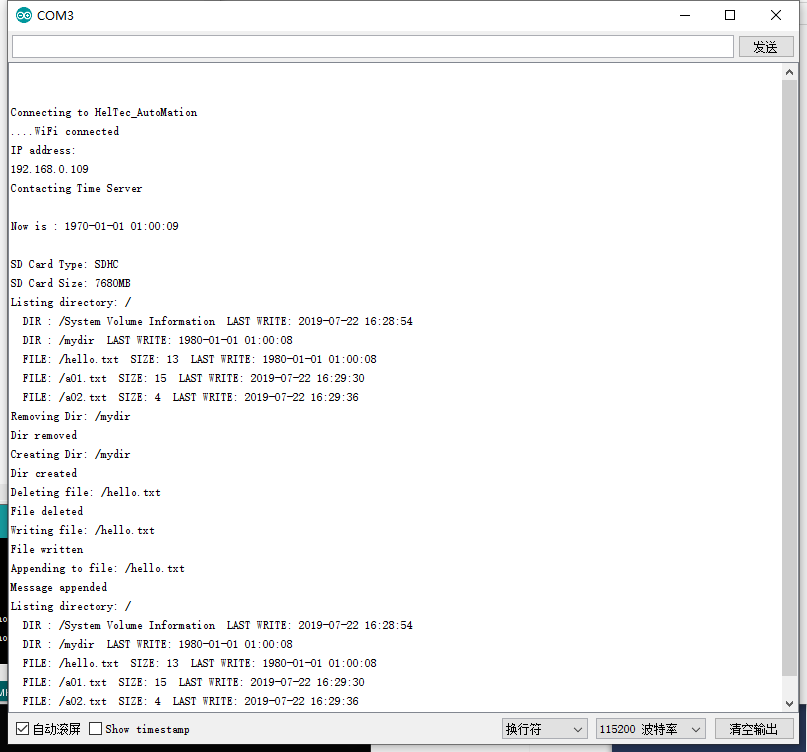 COM3
发送
Connecting to HelTec_AutoMation
....WiFi connected
IP address:
192.168.0.109
Contacting Time Server
Now is : 1970-01-01 01:00:09
SD Card Type: SDHC
SD Card Size: 7680MB
Listing directory: /
  DIR : /System Volume Information  LAST WRITE: 2019-07-22 16:28:54
  DIR : /mydir  LAST WRITE: 1980-01-01 01:00:08
  FILE: /hello.txt  SIZE: 13  LAST WRITE: 1980-01-01 01:00:08
  FILE: /a01.txt  SIZE: 15  LAST WRITE: 2019-07-22 16:29:30
  FILE: /a02.txt  SIZE: 4  LAST WRITE: 2019-07-22 16:29:36
Removing Dir: /mydir
Dir removed
Creating Dir: /mydir
Dir created
Deleting file: /hello.txt
File deleted
Writing file: /hello.txt
File written
Appending to file: /hello.txt
Message appended
Listing directory: /
  DIR : /System Volume Information  LAST WRITE: 2019-07-22 16:28:54
  DIR : /mydir  LAST WRITE: 1980-01-01 01:00:08
  FILE: /hello.txt  SIZE: 13  LAST WRITE: 1980-01-01 01:00:08
  FILE: /a01.txt  SIZE: 15  LAST WRITE: 2019-07-22 16:29:30
  FILE: /a02.txt  SIZE: 4  LAST WRITE: 2019-07-22 16:29:36
自动滚屏 Show timestamp 换行符 115200 波特率 清空输出